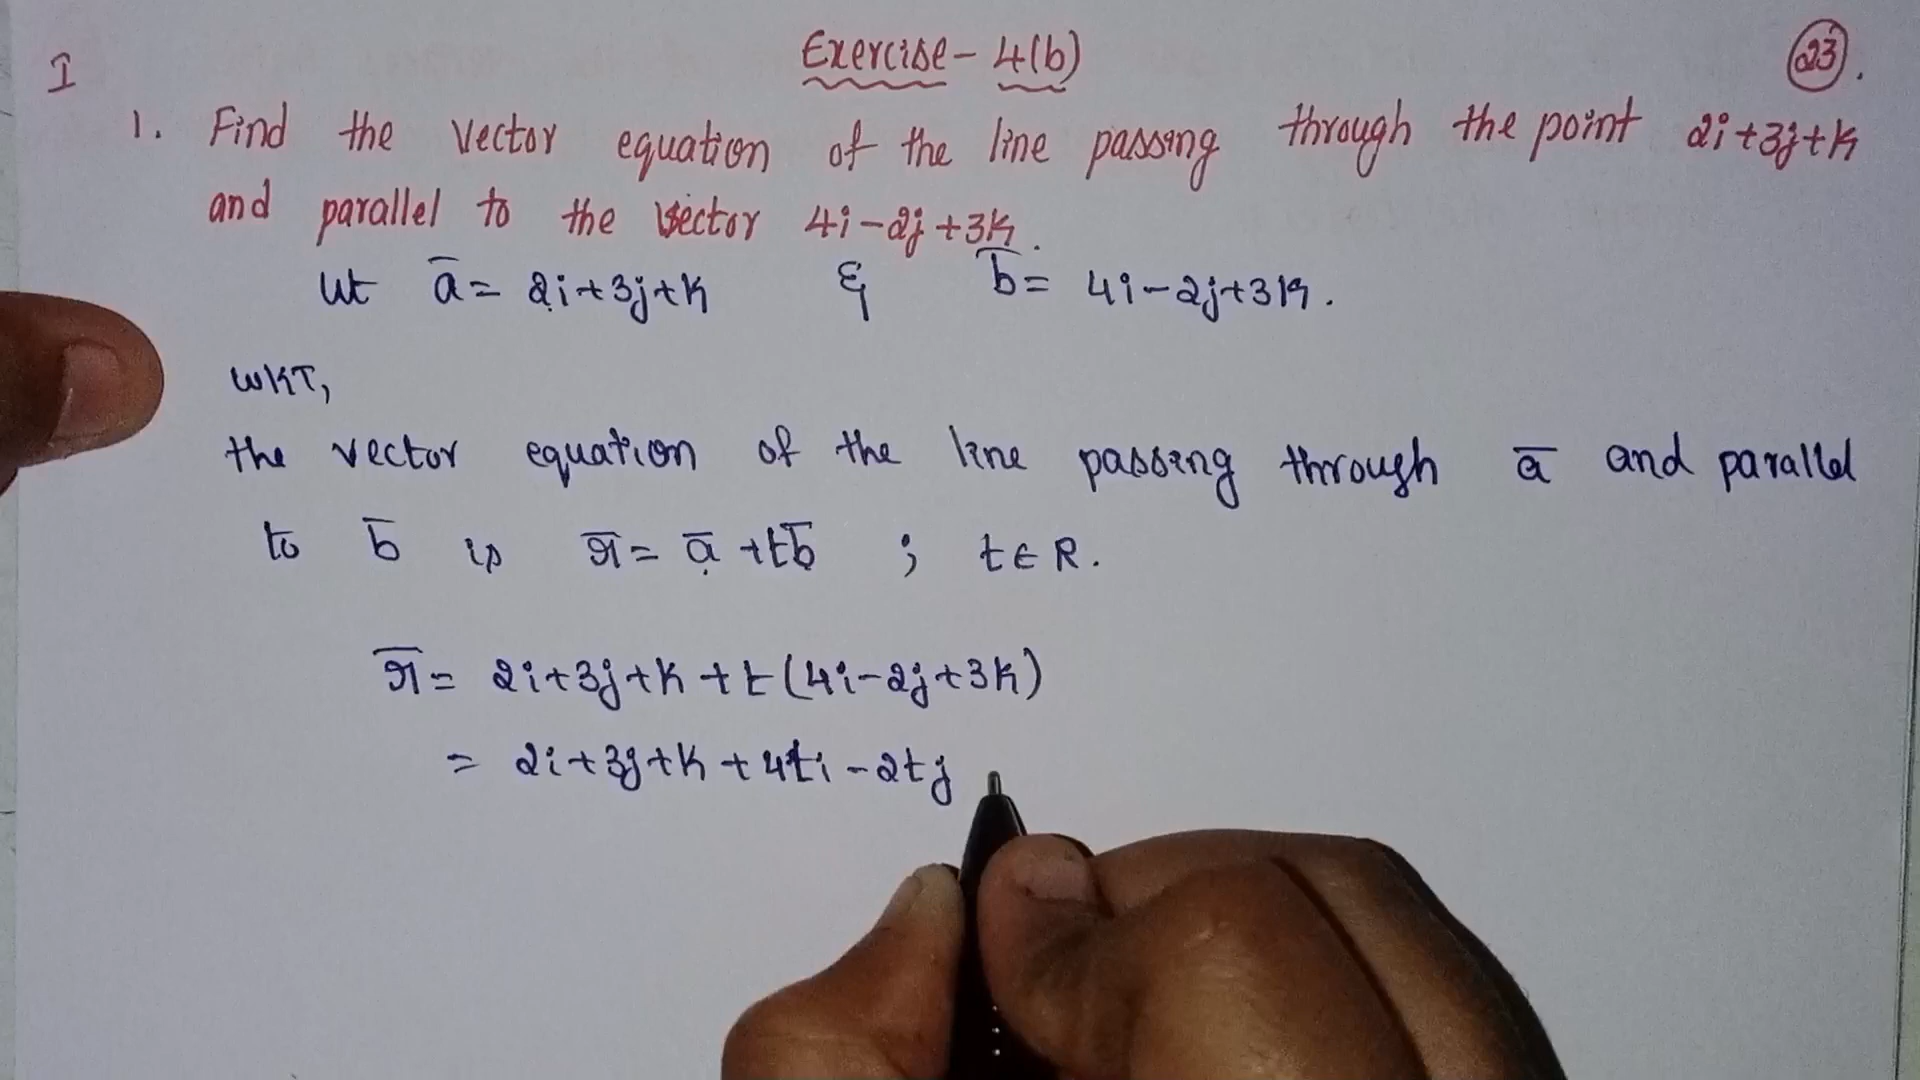 Exercise - 4(b)
I
23.
1. Find the vector equation of the line passing through the point 2i+3j+k
and parallel to the vector 4i-2j+3k.
Let a̅ = 2i+3j+k & b̅ = 4i-2j+3k.
WKT,
the vector equation of the line passing through a̅ and parallel
to b̅ is r̅ = a̅ + tb̅ ; t∈R.
r̅ = 2i+3j+k + t(4i-2j+3k)
= 2i+3j+k + 4ti - 2tj